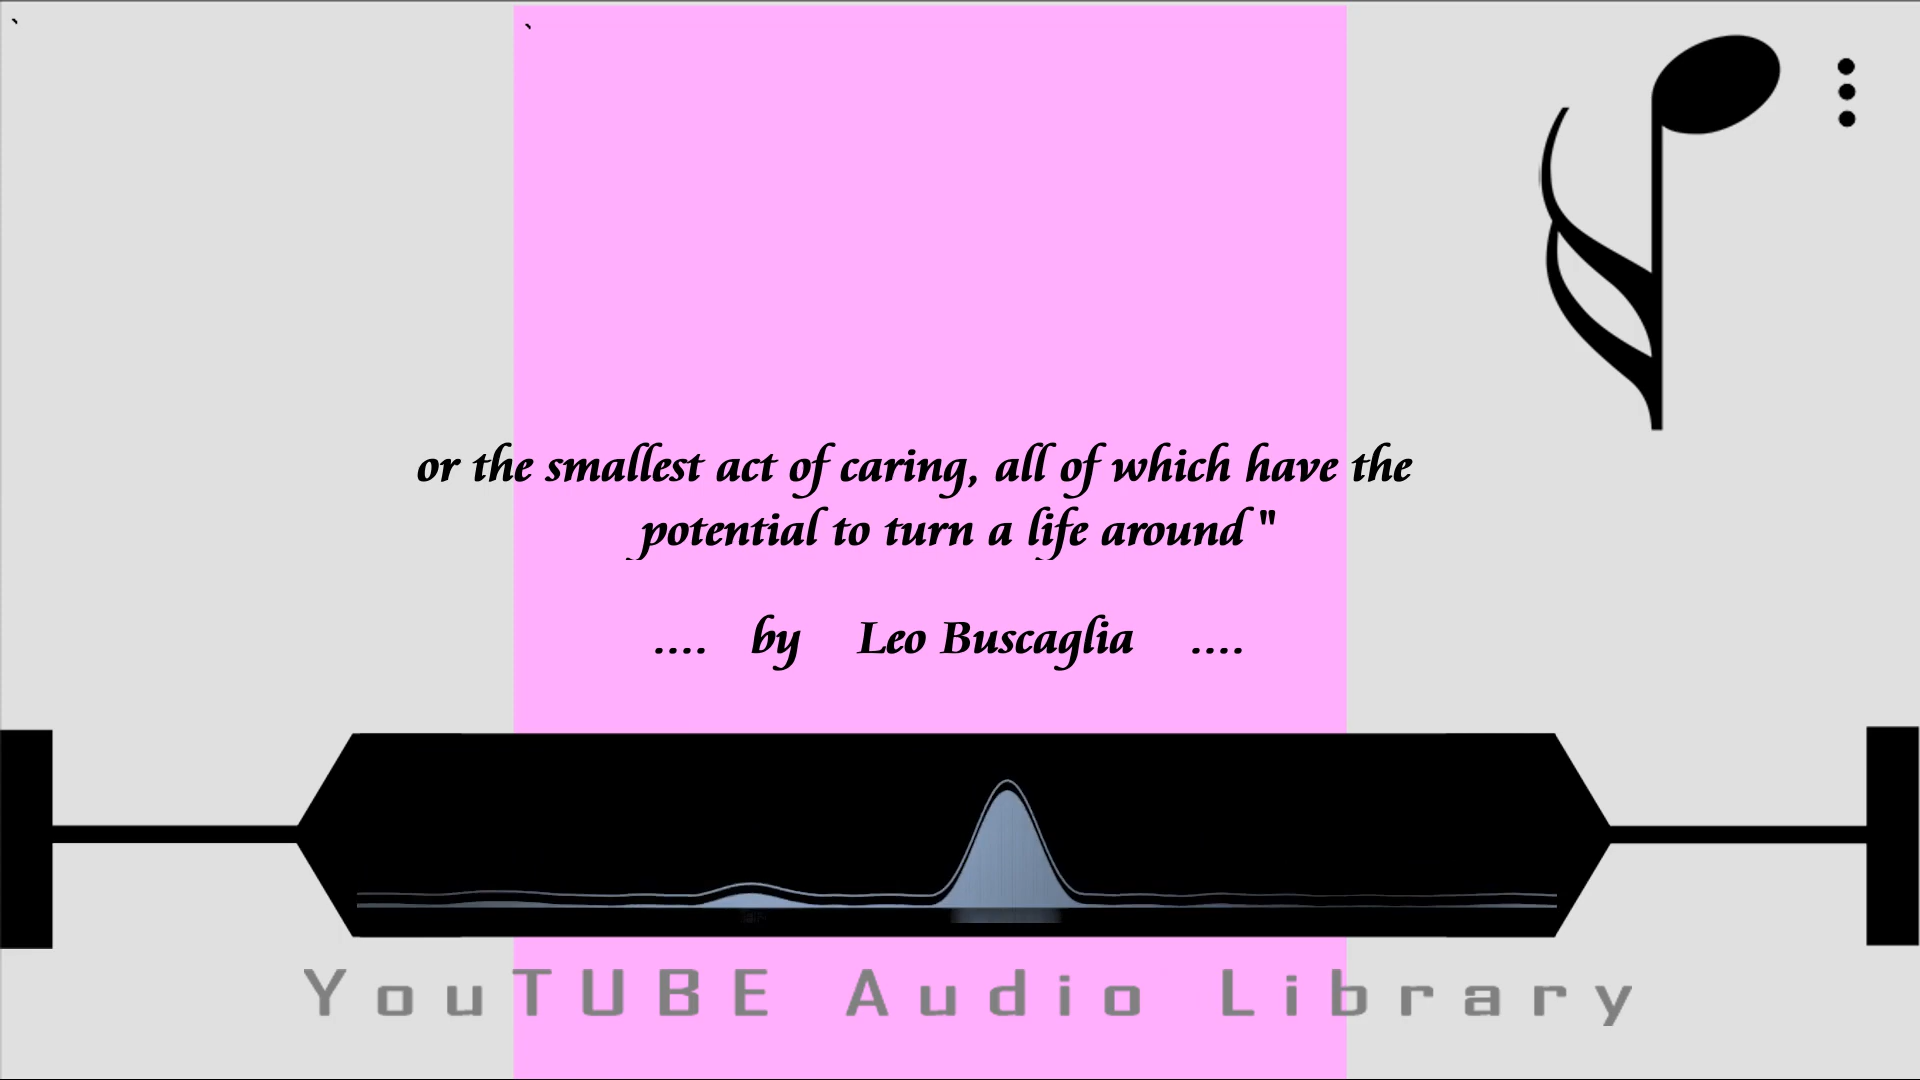 or the smallest act of caring, all of which have the
potential to turn a life around "
.... by Leo Buscaglia ....
YouTUBE Audio Library